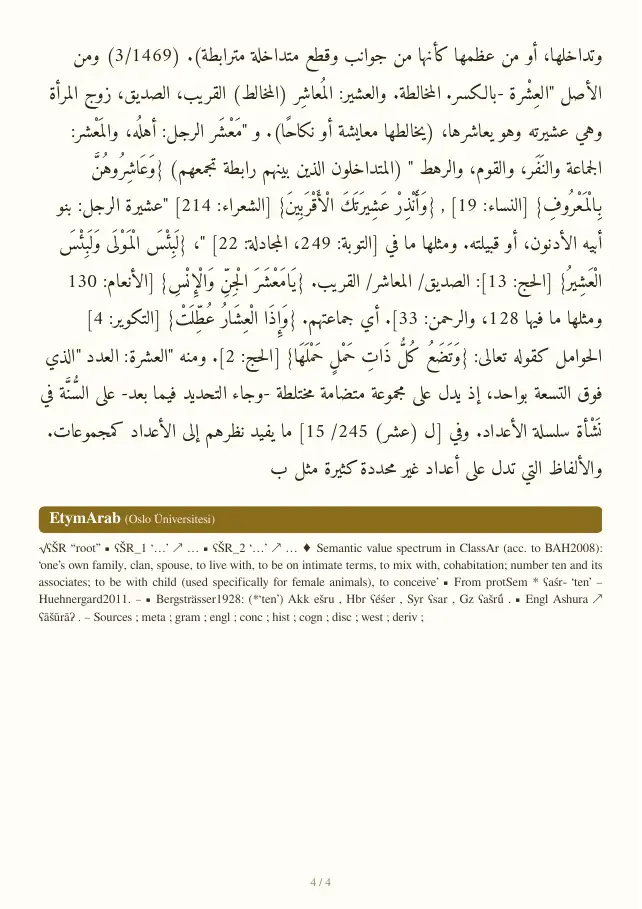 وتداخلها، أو من عظمها كأنها من جوانب وقطع متداخلة مترابطة). (3/1469) ومن
الأصل "العِشْرة -بالكسر. المخالطة. والعشير: المُعاشِر (المخالط) القريب، الصديق، زوج المرأة
وهي عشيرته وهو يعاشرها، (يخالطها معايشة أو نكاحًا). و "مَعْشَر الرجل: أهلُه، والمَعْشر:
الجماعة والنَفَر، والقوم، والرهط " (المتداخلون الذين بينهم رابطة تجمعهم) {وَعَاشِرُوهُنَّ
بِالْمَعْرُوفِ} [النساء: 19] , {وَأَنْذِرْ عَشِيرَتَكَ الْأَقْرَبِينَ} [الشعراء: 214] "عشيرة الرجل: بنو
أبيه الأدنون، أو قبيلته. ومثلها ما في [التوبة: 249، المجادلة: 22] "، {لَبِئْسَ الْمَوْلَى وَلَبِئْسَ
الْعَشِيرُ} [الحج: 13]: الصديق/ المعاشر/ القريب. {يَامَعْشَرَ الْجِنِّ وَالْإِنْسِ} [الأنعام: 130
ومثلها ما فيها 128، والرحمن: 33]. أي جماعتهم. {وَإِذَا الْعِشَارُ عُطِّلَتْ} [التكوير: 4]
الحوامل كقوله تعالى: {وَتَضَعُ كُلُّ ذَاتِ حَمْلٍ حَمْلَهَا} [الحج: 2]. ومنه "العشرة: العدد "الذي
فوق التسعة بواحد، إذ يدل على مجموعة متضامة مختلطة -وجاء التحديد فيما بعد- على السُّنَّة في
نَشْأة سلسلة الأعداد. وفي [ل (عشر) 245/ 15] ما يفيد نظرهم إلى الأعداد كمجموعات.
والألفاظ التي تدل على أعداد غير محددة كثيرة مثل ب
EtymArab (Oslo Üniversitesi)
√ʕŠR “root” ▪ ʕŠR_1 ‘…’ ↗ … ▪ ʕŠR_2 ‘…’ ↗ … ♦ Semantic value spectrum in ClassAr (acc. to BAH2008):
‘one’s own family, clan, spouse, to live with, to be on intimate terms, to mix with, cohabitation; number ten and its
associates; to be with child (used specifically for female animals), to conceive’ ▪ From protSem * ʕaśr- ‘ten’ –
Huehnergard2011. – ▪ Bergsträsser1928: (*‘ten’) Akk ešru , Hbr ʕéśer , Syr ʕsar , Gz ʕašrū́ . ▪ Engl Ashura ↗
ʕāšūrāʔ . – Sources ; meta ; gram ; engl ; conc ; hist ; cogn ; disc ; west ; deriv ;
4 / 4